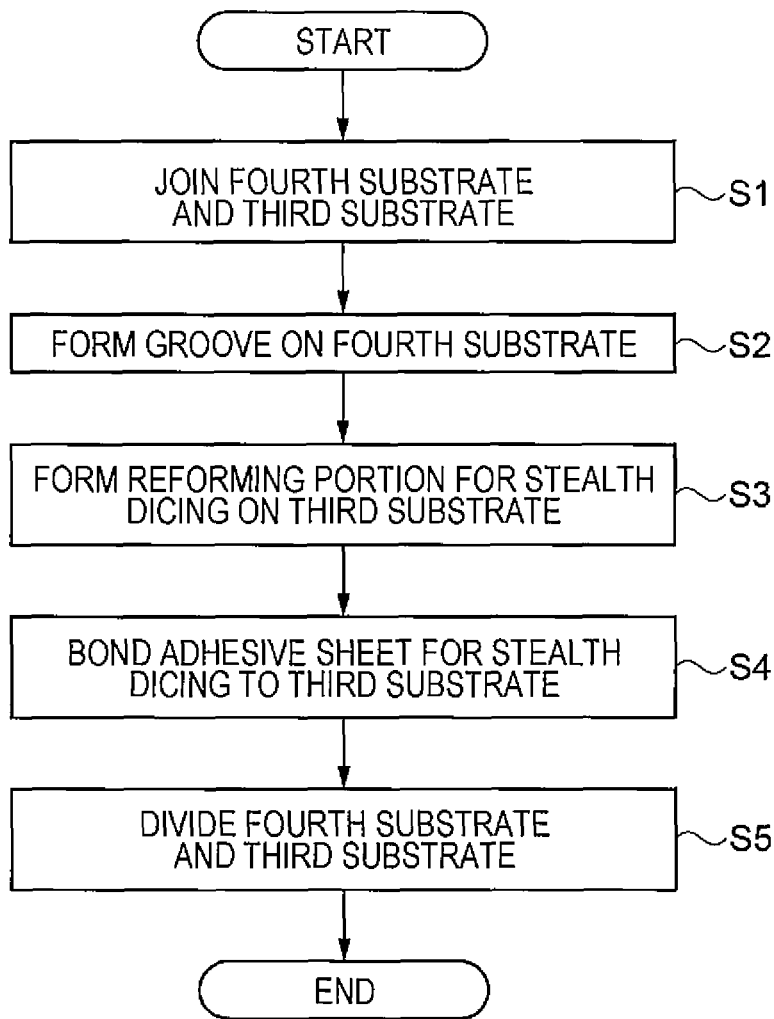 START
JOIN FOURTH SUBSTRATE
AND THIRD SUBSTRATE
S1
FORM GROOVE ON FOURTH SUBSTRATE
S2
FORM REFORMING PORTION FOR STEALTH
DICING ON THIRD SUBSTRATE
S3
BOND ADHESIVE SHEET FOR STEALTH
DICING TO THIRD SUBSTRATE
S4
DIVIDE FOURTH SUBSTRATE
AND THIRD SUBSTRATE
S5
END